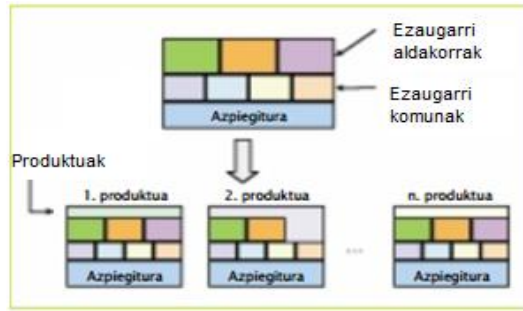 Ezaugarri
aldakorrak
Ezaugarri
komunak
Azpiegitura
Produktuak
1. produktua
2. produktua
n. produktua
...
Azpiegitura
Azpiegitura
Azpiegitura